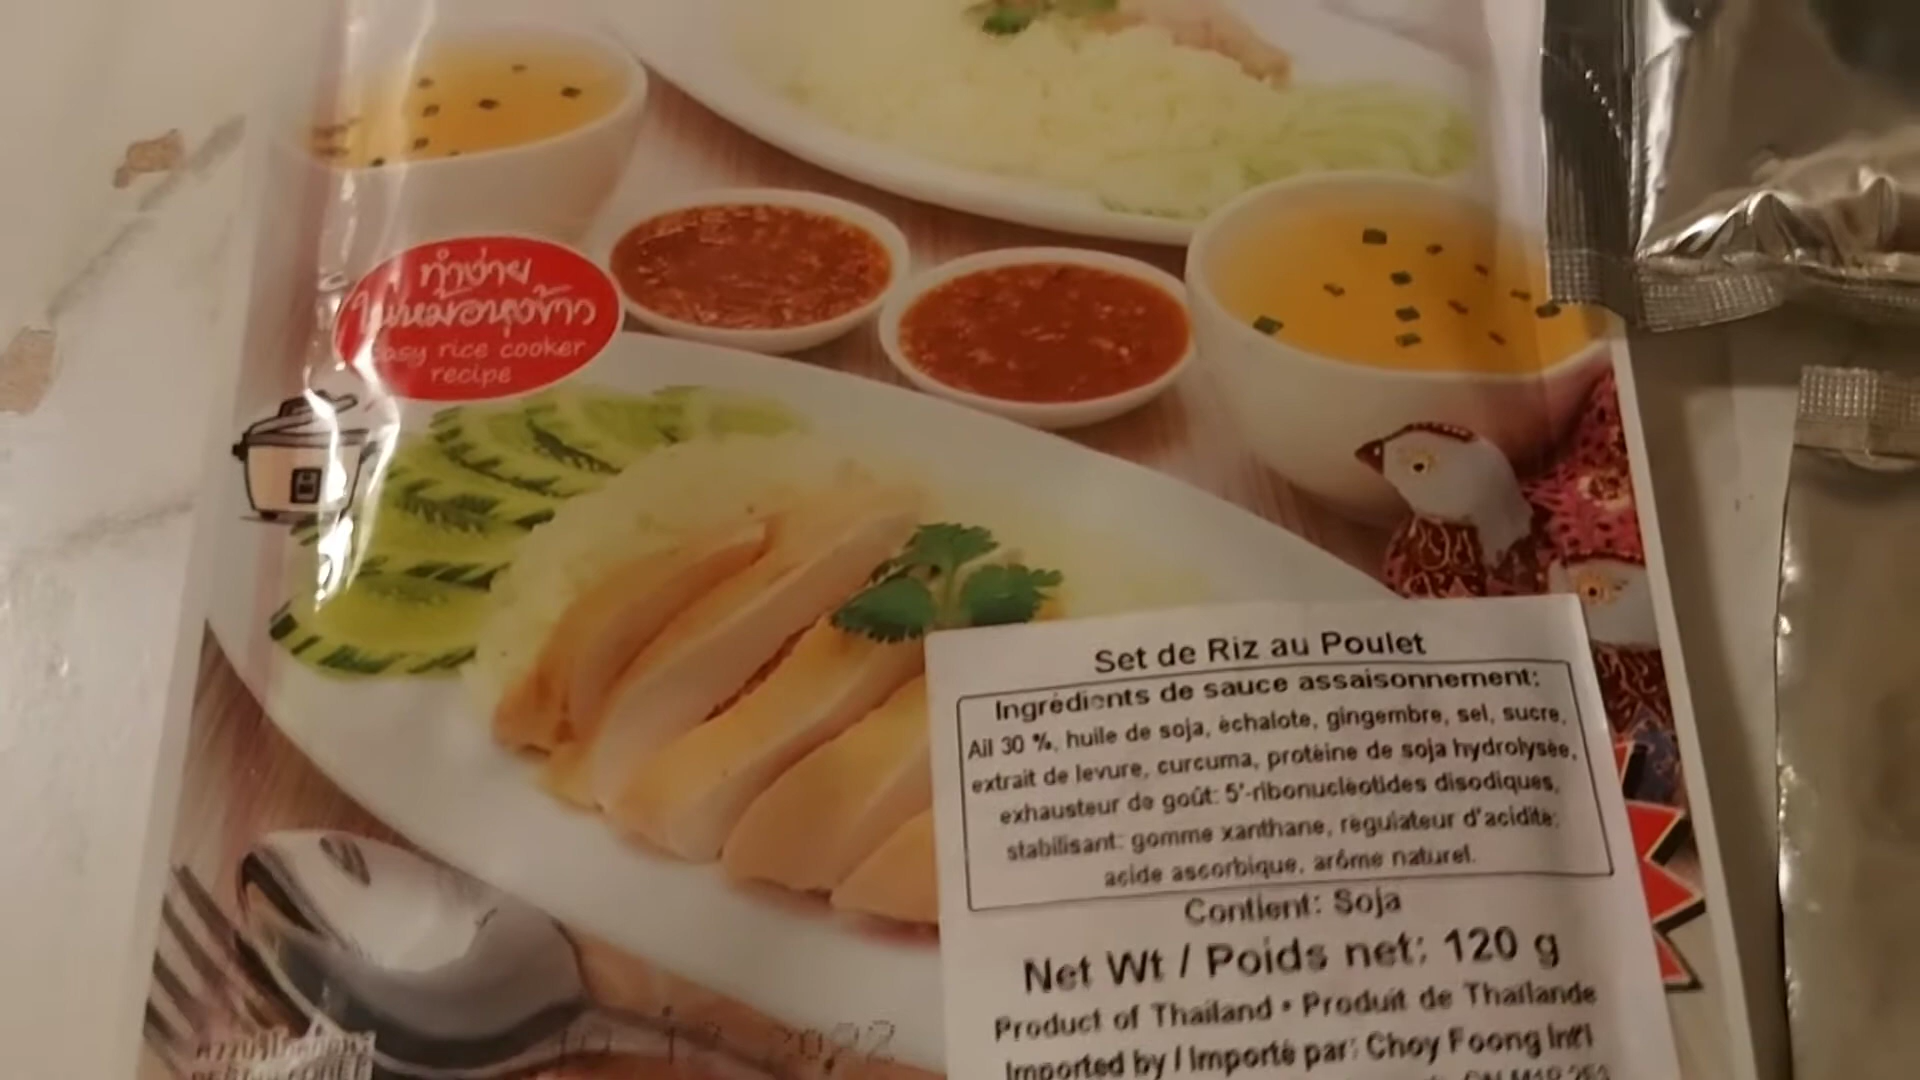 ทำง่าย
ในหม้อหุงข้าว
easy rice cooker
recipe
Set de Riz au Poulet
Ingrédients de sauce assaisonnement:
Ail 30 %, huile de soja, échalote, gingembre, sel, sucre,
extrait de levure, curcuma, protéine de soja hydrolysée,
exhausteur de goût: 5'-ribonucléotides disodiques,
stabilisant: gomme xanthane, régulateur d'acidité:
acide ascorbique, arôme naturel.
Contient: Soja
Net Wt / Poids net: 120 g
Product of Thailand • Produit de Thaïlande
Imported by / Importé par: Choy Foong Int'l
2022